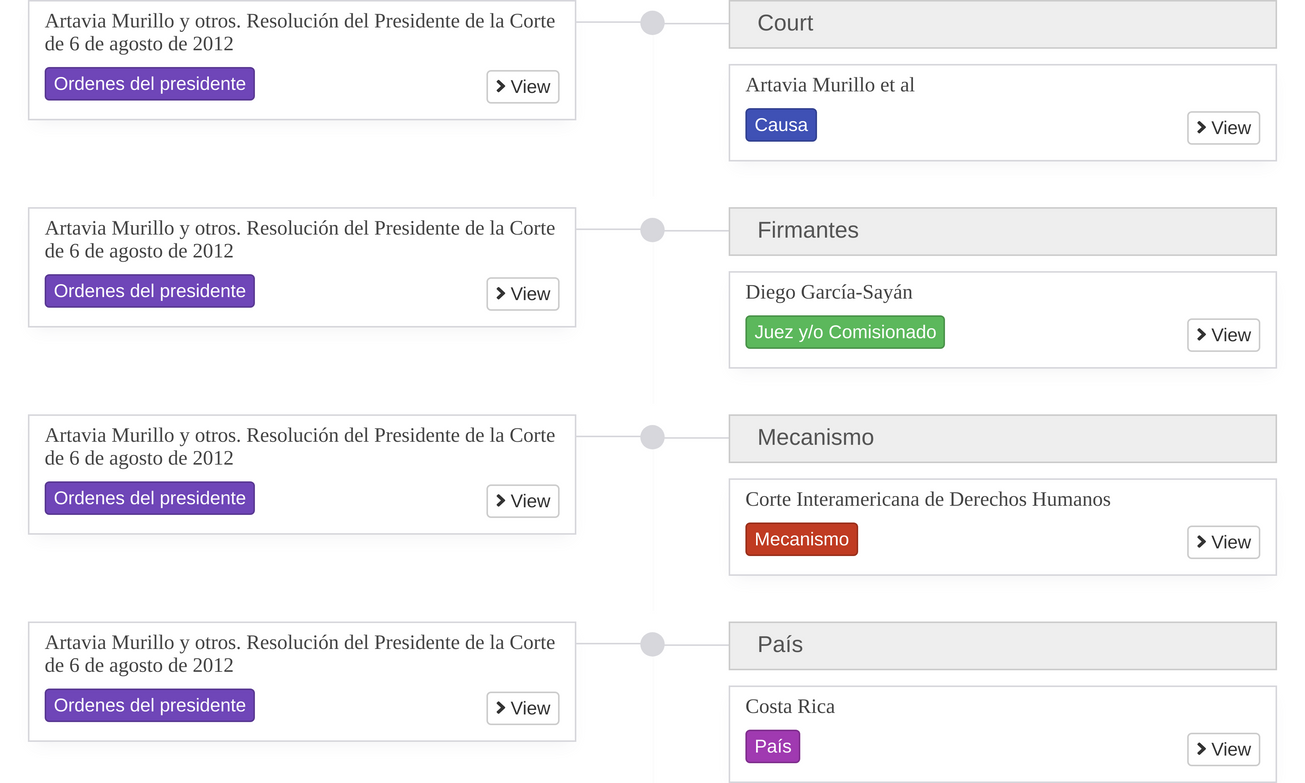 Artavia Murillo y otros. Resolución del Presidente de la Corte
de 6 de agosto de 2012
Ordenes del presidente
View
Court
Artavia Murillo et al
Causa
View
Artavia Murillo y otros. Resolución del Presidente de la Corte
de 6 de agosto de 2012
Ordenes del presidente
View
Firmantes
Diego García-Sayán
Juez y/o Comisionado
View
Artavia Murillo y otros. Resolución del Presidente de la Corte
de 6 de agosto de 2012
Ordenes del presidente
View
Mecanismo
Corte Interamericana de Derechos Humanos
Mecanismo
View
Artavia Murillo y otros. Resolución del Presidente de la Corte
de 6 de agosto de 2012
Ordenes del presidente
View
País
Costa Rica
País
View